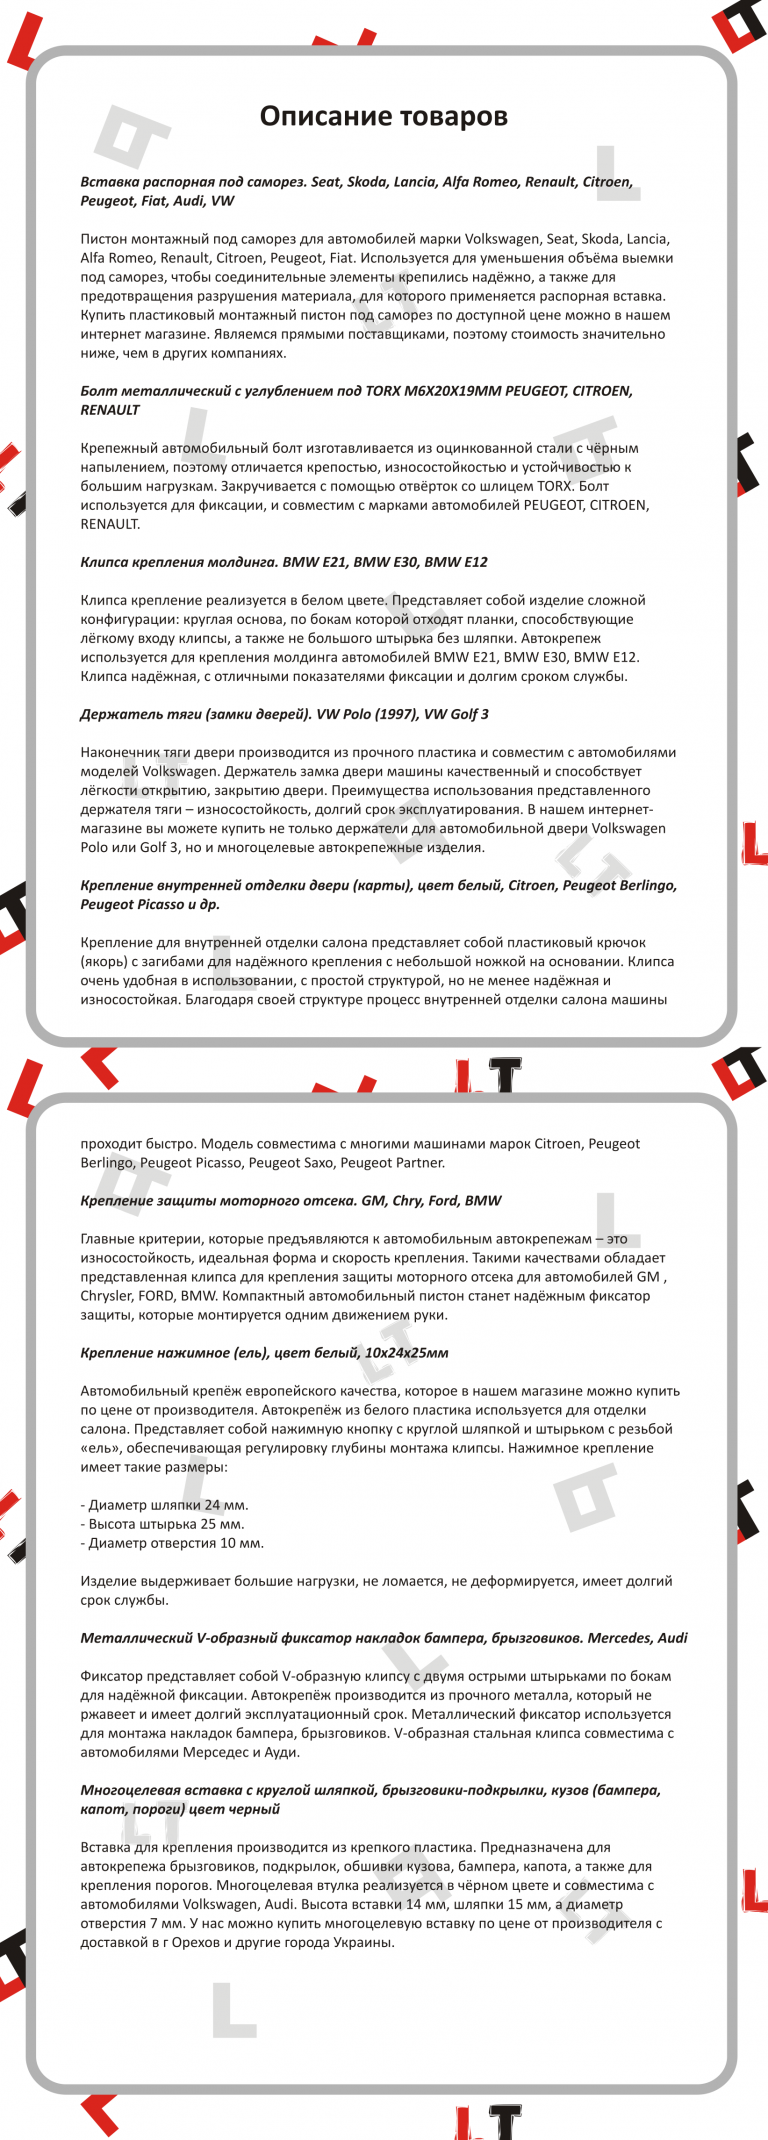 Описание товаров
Вставка распорная под саморез. Seat, Skoda, Lancia, Alfa Romeo, Renault, Citroen,
Peugeot, Fiat, Audi, VW
Пистон монтажный под саморез для автомобилей марки Volkswagen, Seat, Skoda, Lancia,
Alfa Romeo, Renault, Citroen, Peugeot, Fiat. Используется для уменьшения объёма выемки
под саморез, чтобы соединительные элементы крепились надёжно, а также для
предотвращения разрушения материала, для которого применяется распорная вставка.
Купить пластиковый монтажный пистон под саморез по доступной цене можно в нашем
интернет магазине. Являемся прямыми поставщиками, поэтому стоимость значительно
ниже, чем в других компаниях.
Болт металлический с углублением под TORX M6X20X19MM PEUGEOT, CITROEN,
RENAULT
Крепежный автомобильный болт изготавливается из оцинкованной стали с чёрным
напылением, поэтому отличается крепостью, износостойкостью и устойчивостью к
большим нагрузкам. Закручивается с помощью отвёрток со шлицем TORX. Болт
используется для фиксации, и совместим с марками автомобилей PEUGEOT, CITROEN,
RENAULT.
Клипса крепления молдинга. BMW E21, BMW E30, BMW E12
Клипса крепление реализуется в белом цвете. Представляет собой изделие сложной
конфигурации: круглая основа, по бокам которой отходят планки, способствующие
лёгкому входу клипсы, а также не большого штырька без шляпки. Автокрепеж
используется для крепления молдинга автомобилей BMW E21, BMW E30, BMW E12.
Клипса надёжная, с отличными показателями фиксации и долгим сроком службы.
Держатель тяги (замки дверей). VW Polo (1997), VW Golf 3
Наконечник тяги двери производится из прочного пластика и совместим с автомобилями
моделей Volkswagen. Держатель замка двери машины качественный и способствует
лёгкости открытию, закрытию двери. Преимущества использования представленного
держателя тяги – износостойкость, долгий срок эксплуатирования. В нашем интернет-
магазине вы можете купить не только держатели для автомобильной двери Volkswagen
Polo или Golf 3, но и многоцелевые автокрепежные изделия.
Крепление внутренней отделки двери (карты), цвет белый, Citroen, Peugeot Berlingo,
Peugeot Picasso и др.
Крепление для внутренней отделки салона представляет собой пластиковый крючок
(якорь) с загибами для надёжного крепления с небольшой ножкой на основании. Клипса
очень удобная в использовании, с простой структурой, но не менее надёжная и
износостойкая. Благодаря своей структуре процесс внутренней отделки салона машины
проходит быстро. Модель совместима с многими машинами марок Citroen, Peugeot
Berlingo, Peugeot Picasso, Peugeot Saxo, Peugeot Partner.
Крепление защиты моторного отсека. GM, Chry, Ford, BMW
Главные критерии, которые предъявляются к автомобильным автокрепежам – это
износостойкость, идеальная форма и скорость крепления. Такими качествами обладает
представленная клипса для крепления защиты моторного отсека для автомобилей GM ,
Chrysler, FORD, BMW. Компактный автомобильный пистон станет надёжным фиксатор
защиты, которые монтируется одним движением руки.
Крепление нажимное (ель), цвет белый, 10х24х25мм
Автомобильный крепёж европейского качества, которое в нашем магазине можно купить
по цене от производителя. Автокрепёж из белого пластика используется для отделки
салона. Представляет собой нажимную кнопку с круглой шляпкой и штырьком с резьбой
«ель», обеспечивающая регулировку глубины монтажа клипсы. Нажимное крепление
имеет такие размеры:
- Диаметр шляпки 24 мм.
- Высота штырька 25 мм.
- Диаметр отверстия 10 мм.
Изделие выдерживает большие нагрузки, не ломается, не деформируется, имеет долгий
срок службы.
Металлический V-образный фиксатор накладок бампера, брызговиков. Mercedes, Audi
Фиксатор представляет собой V-образную клипсу с двумя острыми штырьками по бокам
для надёжной фиксации. Автокрепёж производится из прочного металла, который не
ржавеет и имеет долгий эксплуатационный срок. Металлический фиксатор используется
для монтажа накладок бампера, брызговиков. V-образная стальная клипса совместима с
автомобилями Мерседес и Ауди.
Многоцелевая вставка с круглой шляпкой, брызговики-подкрылки, кузов (бампера,
капот, пороги) цвет черный
Вставка для крепления производится из крепкого пластика. Предназначена для
автокрепежа брызговиков, подкрылок, обшивки кузова, бампера, капота, а также для
крепления порогов. Многоцелевая втулка реализуется в чёрном цвете и совместима с
автомобилями Volkswagen, Audi. Высота вставки 14 мм, шляпки 15 мм, а диаметр
отверстия 7 мм. У нас можно купить многоцелевую вставку по цене от производителя с
доставкой в г Орехов и другие города Украины.